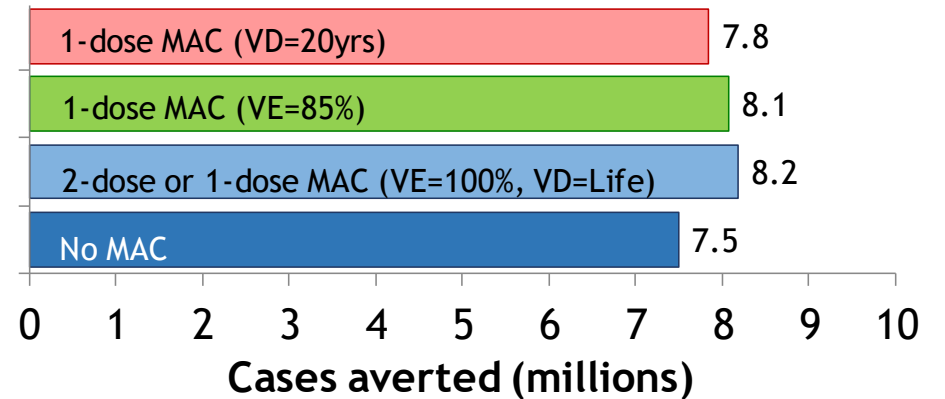 1-dose MAC (VD=20yrs) 7.8
1-dose MAC (VE=85%) 8.1
2-dose or 1-dose MAC (VE=100%, VD=Life) 8.2
No MAC 7.5
0 1 2 3 4 5 6 7 8 9 10
Cases averted (millions)